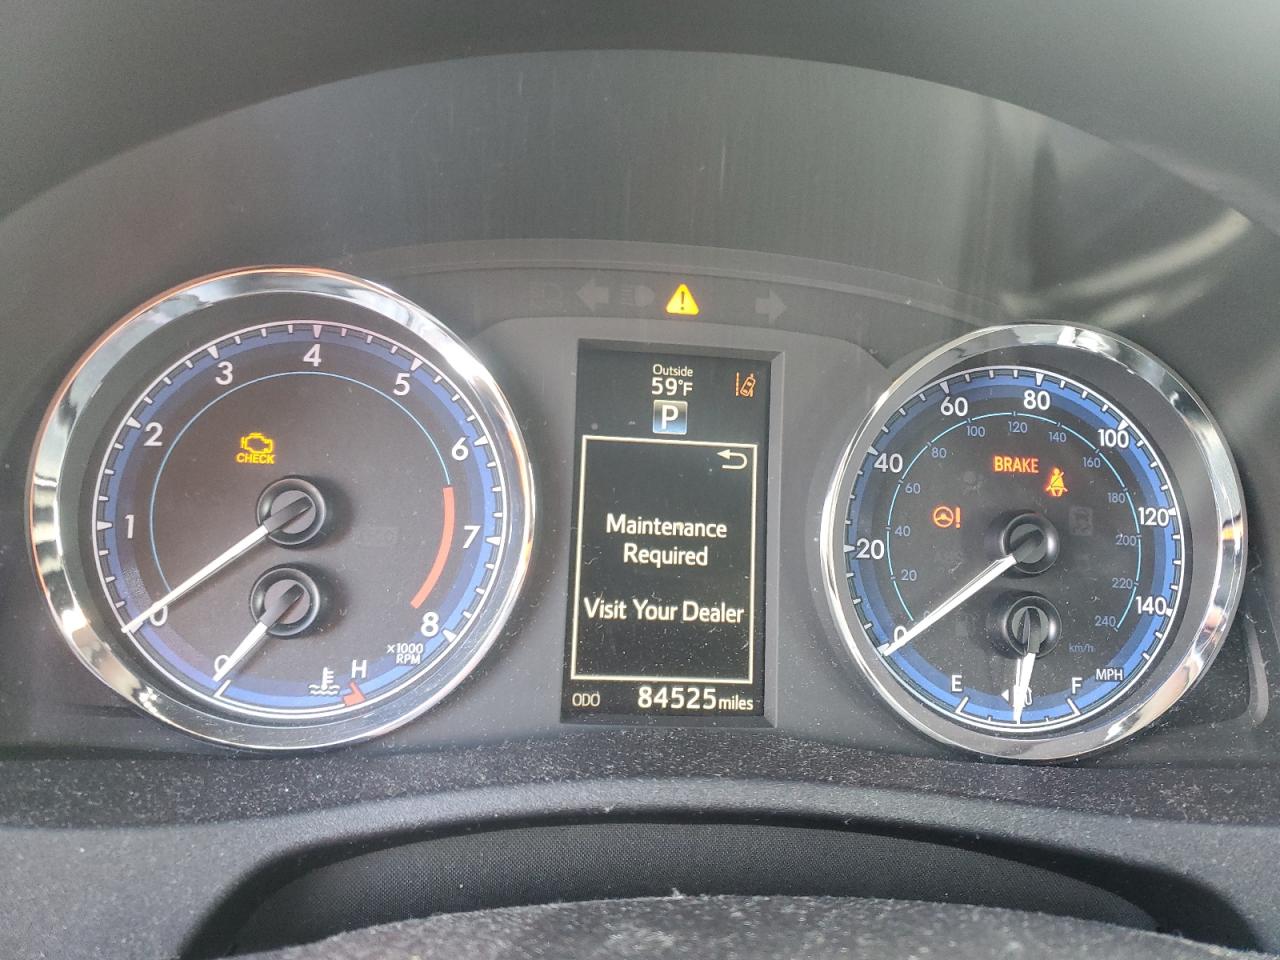 Outside
59°F
P
Maintenance
Required
Visit Your Dealer
ODO 84525 miles
0
1
2
3
4
5
6
7
8
CHECK
×1000
RPM
H
0
20
40
60
80
100
120
140
20
40
60
80
100
120
140
160
180
200
220
240
BRAKE
km/h
MPH
E
F